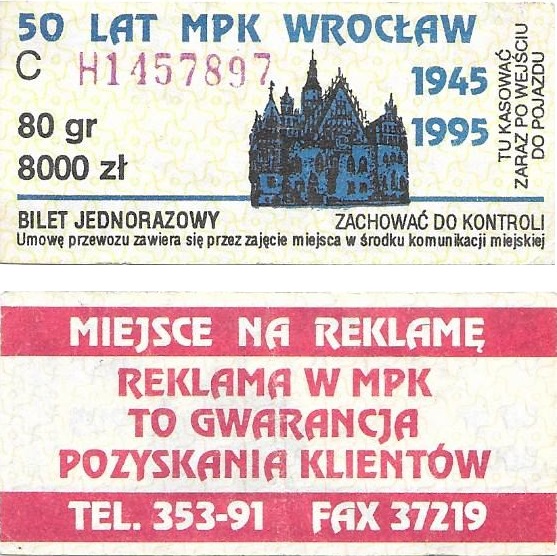 50 LAT MPK WROCŁAW
C H1457897
1945
1995
80 gr
8000 zł
TU KASOWAĆ
ZARAZ PO WEJŚCIU
DO POJAZDU
BILET JEDNORAZOWY ZACHOWAĆ DO KONTROLI
Umowę przewozu zawiera się przez zajęcie miejsca w środku komunikacji miejskiej
MIEJSCE NA REKLAMĘ
REKLAMA W MPK
TO GWARANCJA
POZYSKANIA KLIENTÓW
TEL. 353-91 FAX 37219